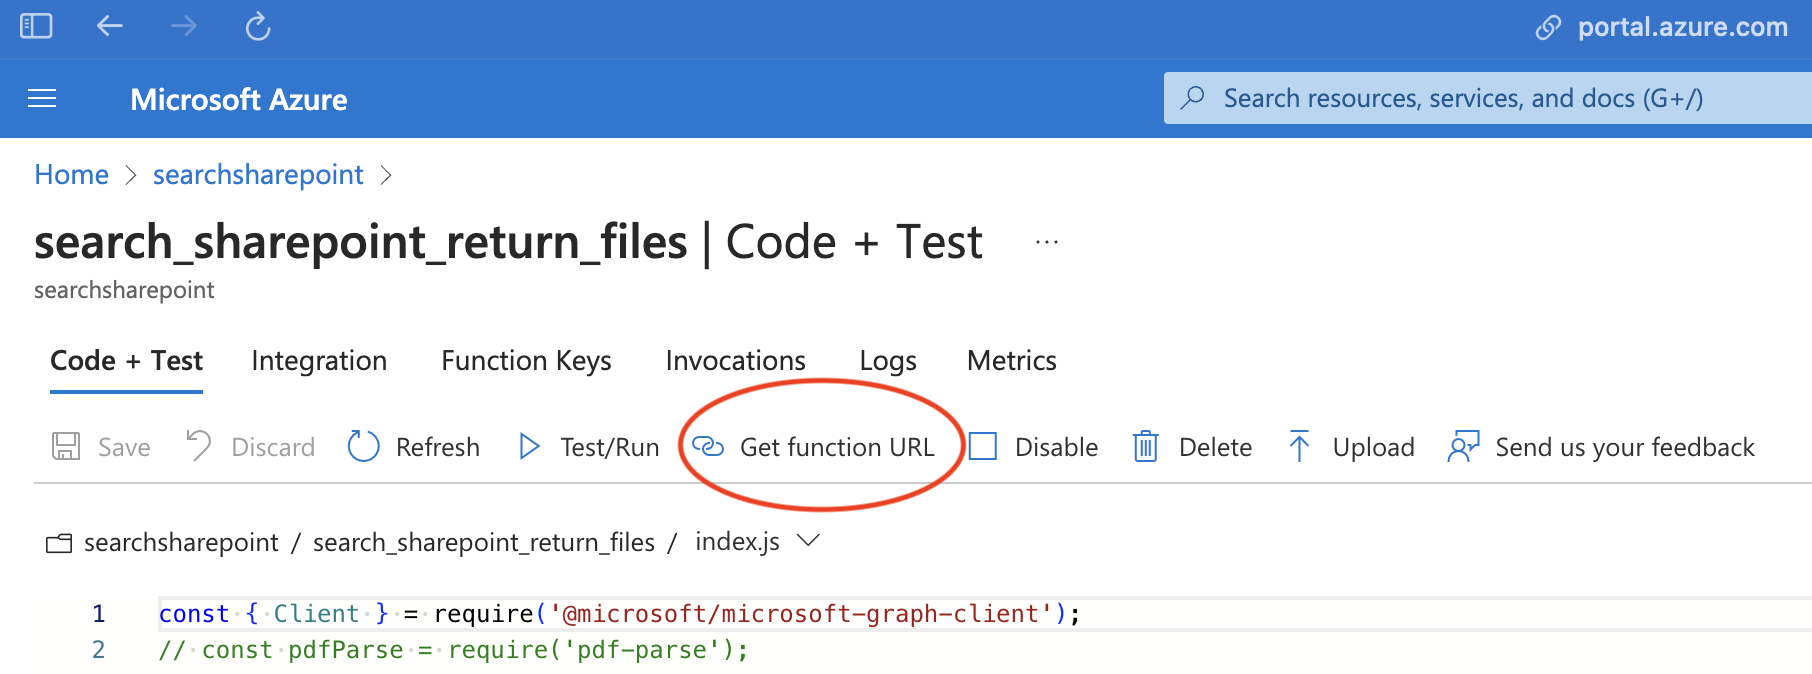 portal.azure.com
Microsoft Azure
Search resources, services, and docs (G+/)
Home > searchsharepoint >
search_sharepoint_return_files | Code + Test ...
searchsharepoint
Code + Test Integration Function Keys Invocations Logs Metrics
Save Discard Refresh Test/Run Get function URL Disable Delete Upload Send us your feedback
searchsharepoint / search_sharepoint_return_files / index.js
1 const { Client } = require('@microsoft/microsoft-graph-client');
2 // const pdfParse = require('pdf-parse');